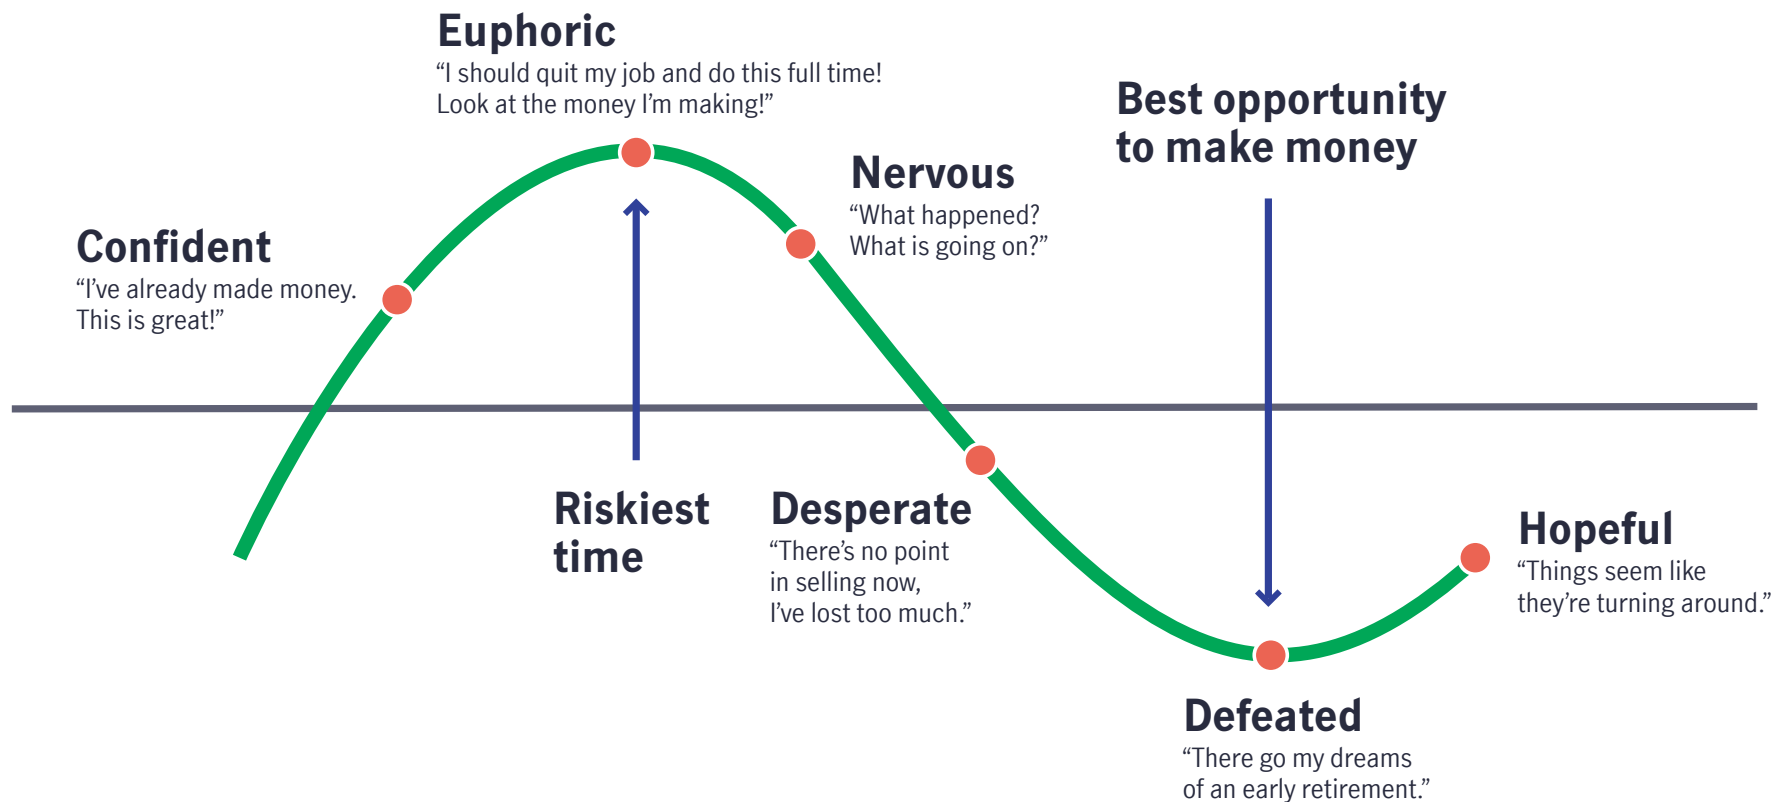 Euphoric
“I should quit my job and do this full time!
Look at the money I’m making!”
Best opportunity
to make money
Nervous
“What happened?
What is going on?”
Confident
“I’ve already made money.
This is great!”
Riskiest
time
Desperate
“There’s no point
in selling now,
I’ve lost too much.”
Hopeful
“Things seem like
they’re turning around.”
Defeated
“There go my dreams
of an early retirement.”